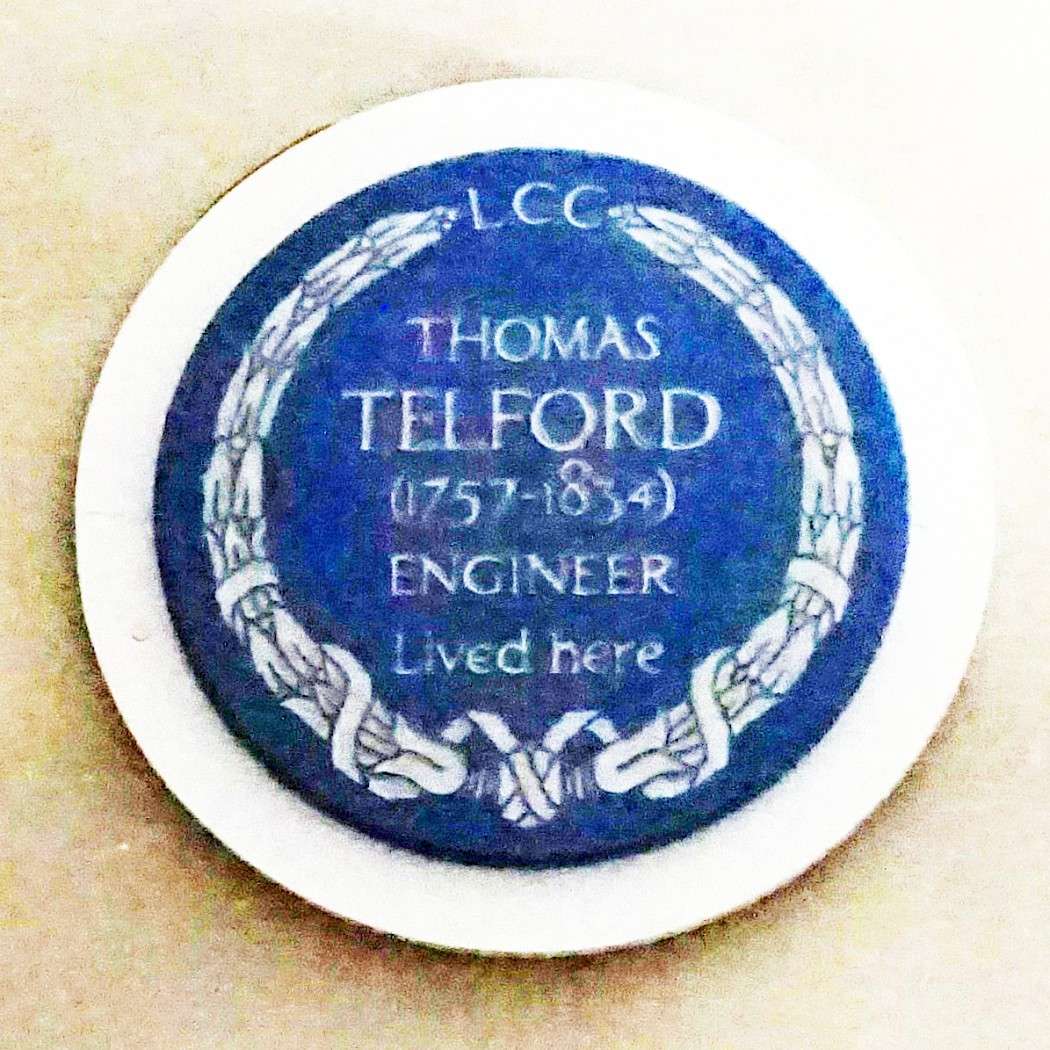 LCC
THOMAS
TELFORD
(1757-1834)
ENGINEER
Lived here